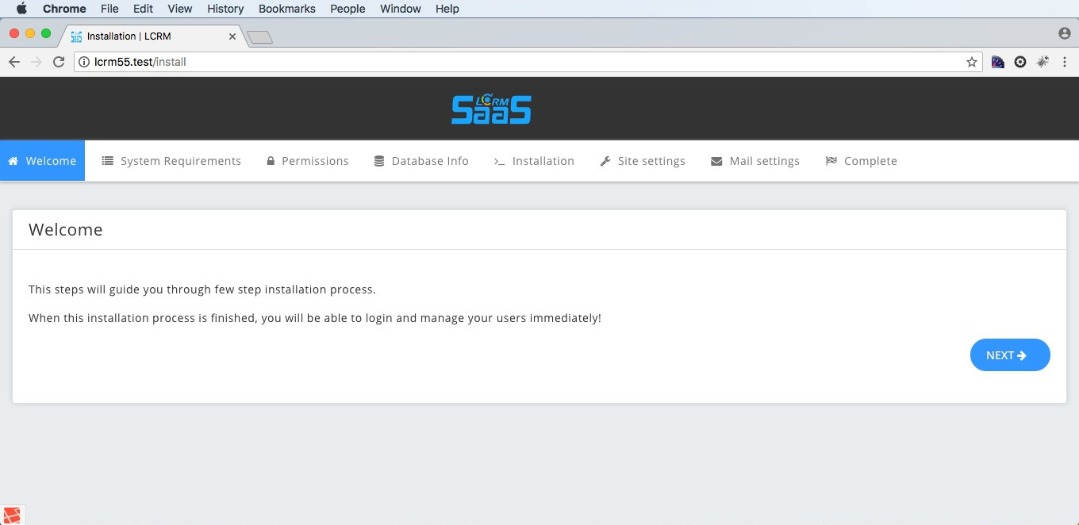 Chrome File Edit View History Bookmarks People Window Help
Installation | LCRM
lcrm55.test/install
LCRM
SaaS
Welcome System Requirements Permissions Database Info Installation Site settings Mail settings Complete
Welcome
This steps will guide you through few step installation process.
When this installation process is finished, you will be able to login and manage your users immediately!
NEXT